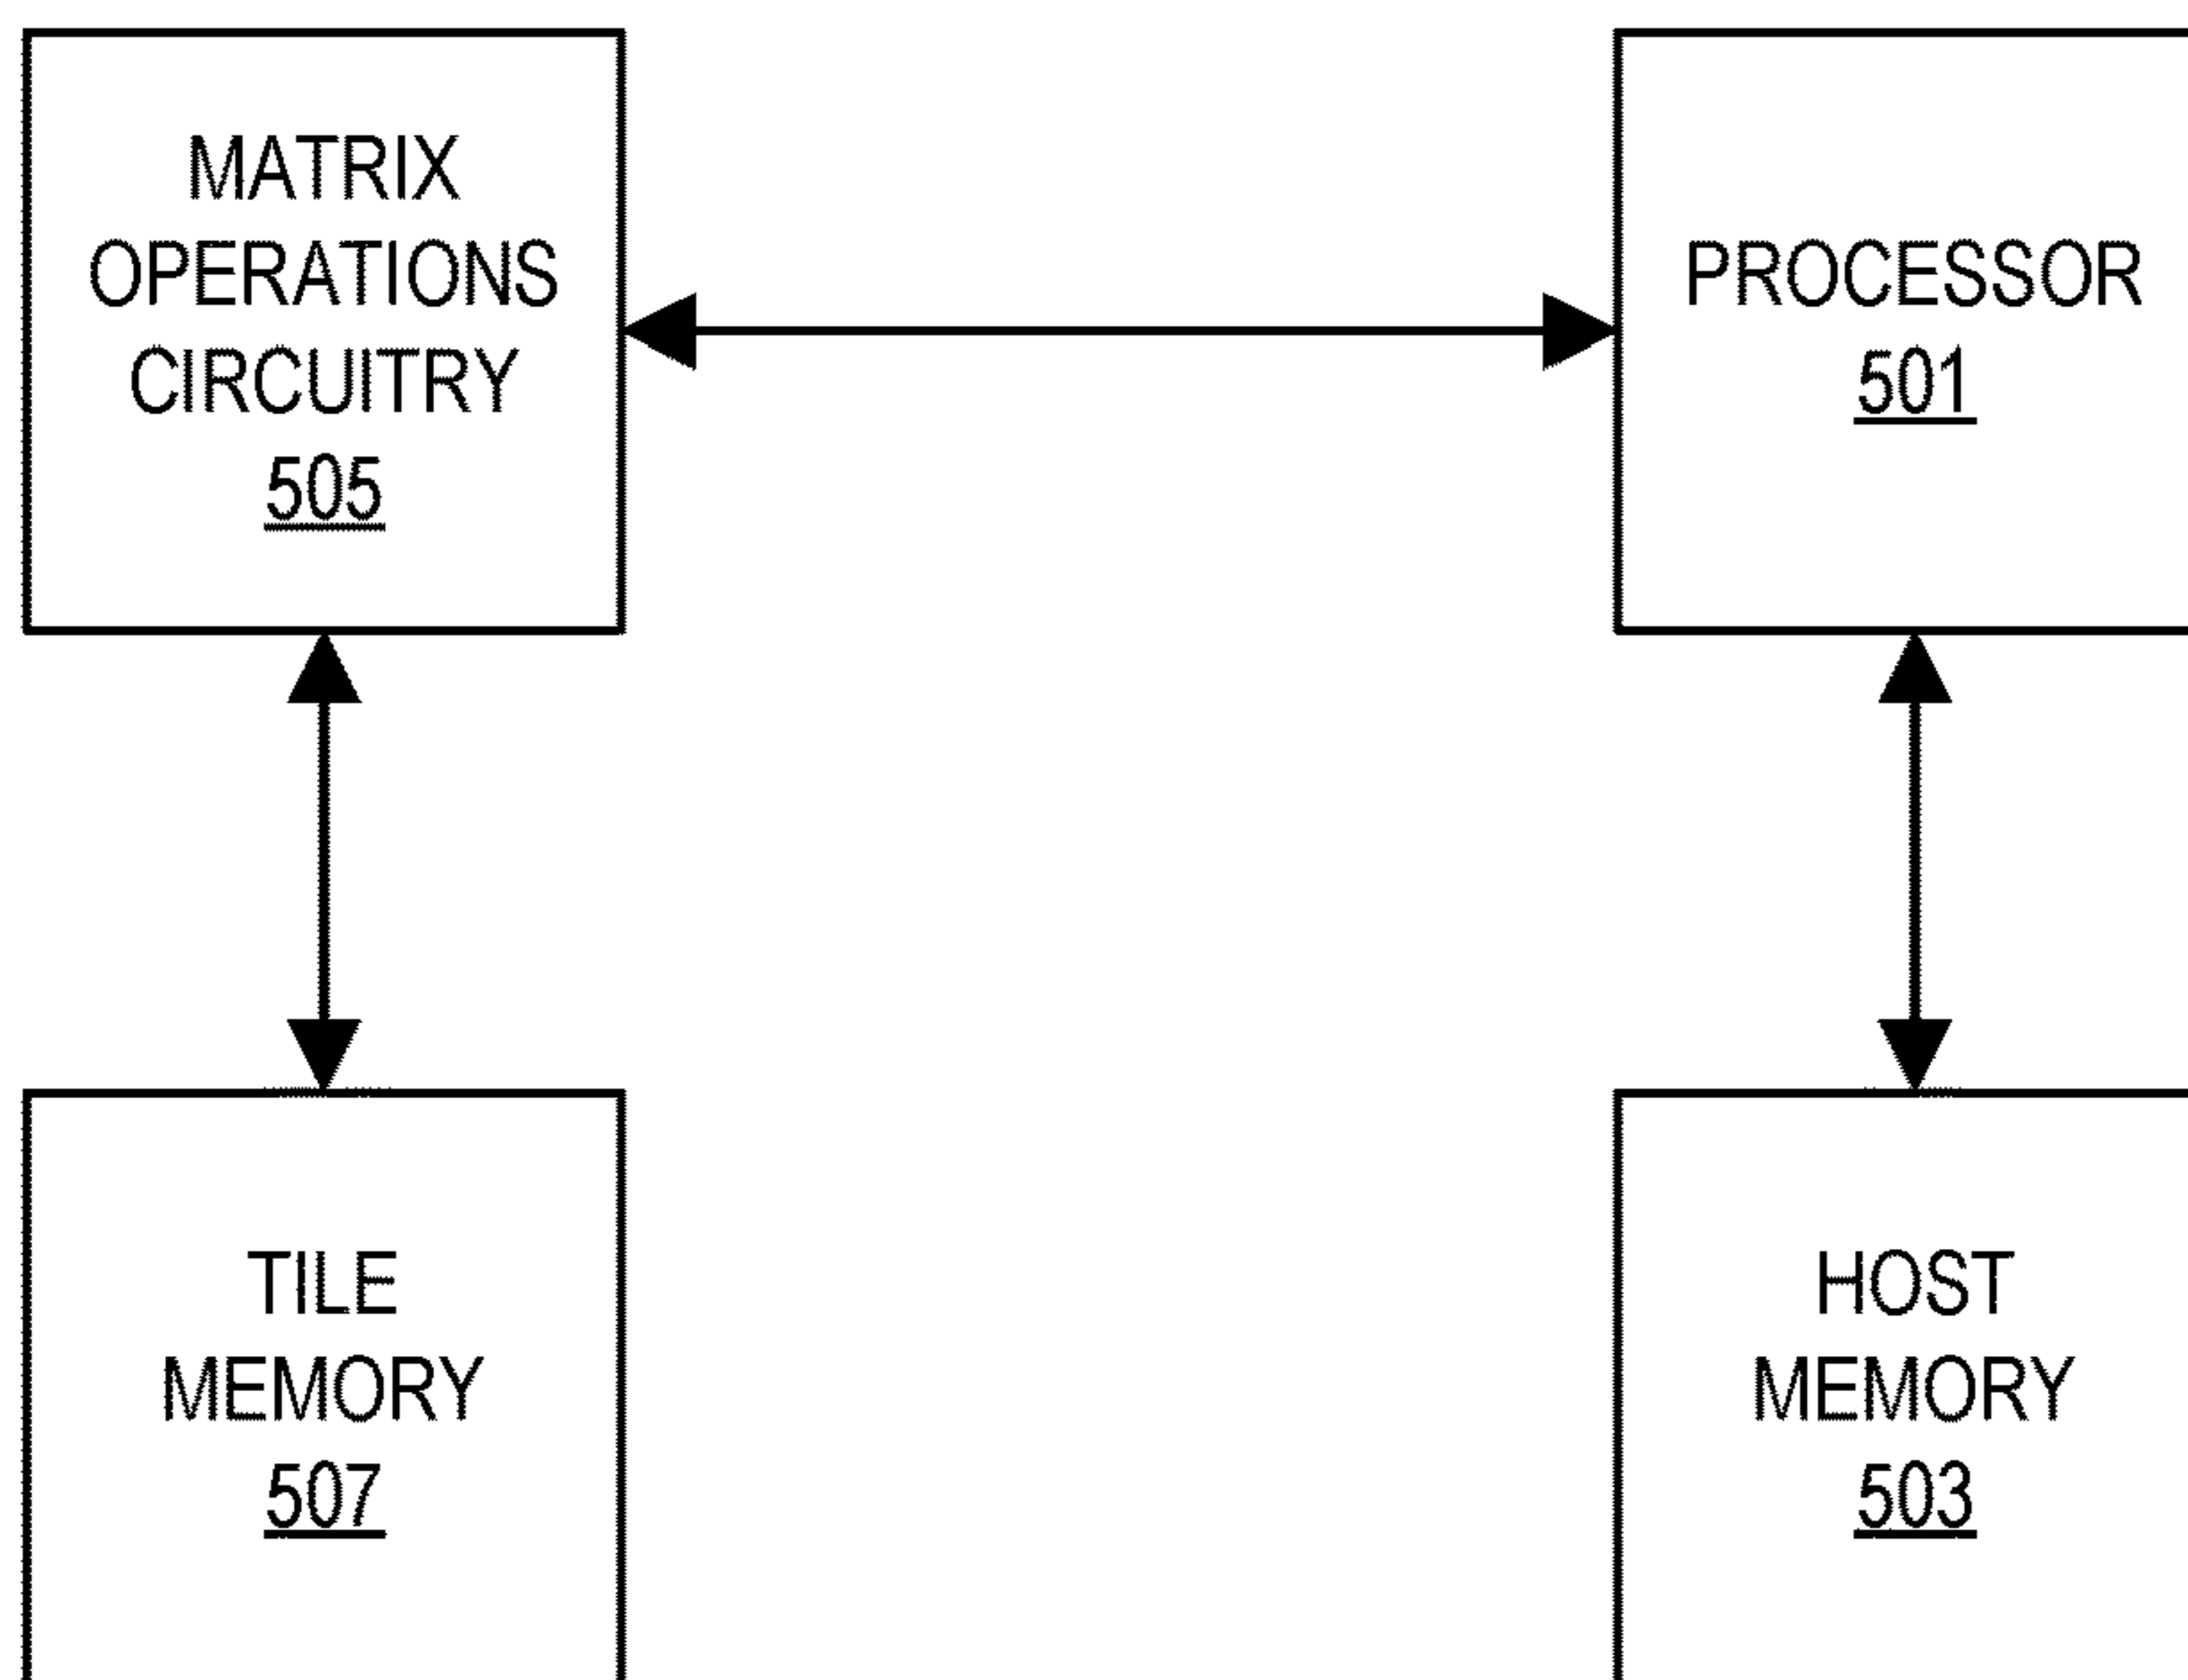 MATRIX
OPERATIONS
CIRCUITRY
505
PROCESSOR
501
TILE
MEMORY
507
HOST
MEMORY
503